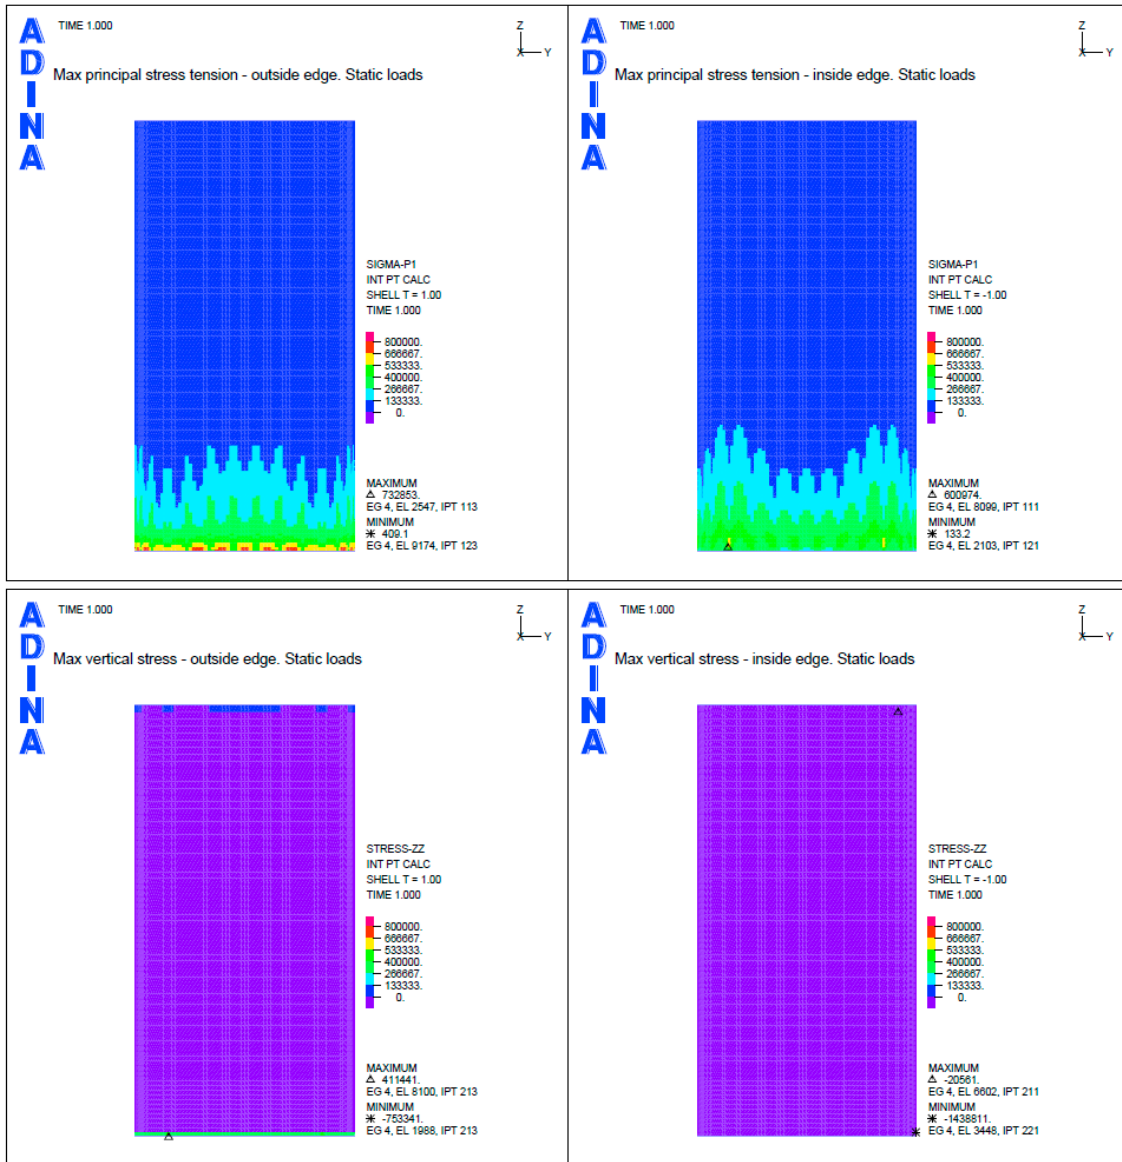 ADINA
TIME 1.000
Z
X Y
Max principal stress tension - outside edge. Static loads
SIGMA-P1
INT PT CALC
SHELL T = 1.00
TIME 1.000
800000.
666667.
533333.
400000.
266667.
133333.
0.
MAXIMUM
△ 732853.
EG 4, EL 2547, IPT 113
MINIMUM
✳ 409.1
EG 4, EL 9174, IPT 123
ADINA
TIME 1.000
Z
X Y
Max principal stress tension - inside edge. Static loads
SIGMA-P1
INT PT CALC
SHELL T = -1.00
TIME 1.000
800000.
666667.
533333.
400000.
266667.
133333.
0.
MAXIMUM
△ 600974.
EG 4, EL 8099, IPT 111
MINIMUM
✳ 133.2
EG 4, EL 2103, IPT 121
ADINA
TIME 1.000
Z
X Y
Max vertical stress - outside edge. Static loads
STRESS-ZZ
INT PT CALC
SHELL T = 1.00
TIME 1.000
800000.
666667.
533333.
400000.
266667.
133333.
0.
MAXIMUM
△ 411441.
EG 4, EL 8100, IPT 213
MINIMUM
✳ -753341.
EG 4, EL 1988, IPT 213
ADINA
TIME 1.000
Z
X Y
Max vertical stress - inside edge. Static loads
STRESS-ZZ
INT PT CALC
SHELL T = -1.00
TIME 1.000
800000.
666667.
533333.
400000.
266667.
133333.
0.
MAXIMUM
△ -20561.
EG 4, EL 6602, IPT 211
MINIMUM
✳ -1438811.
EG 4, EL 3448, IPT 221